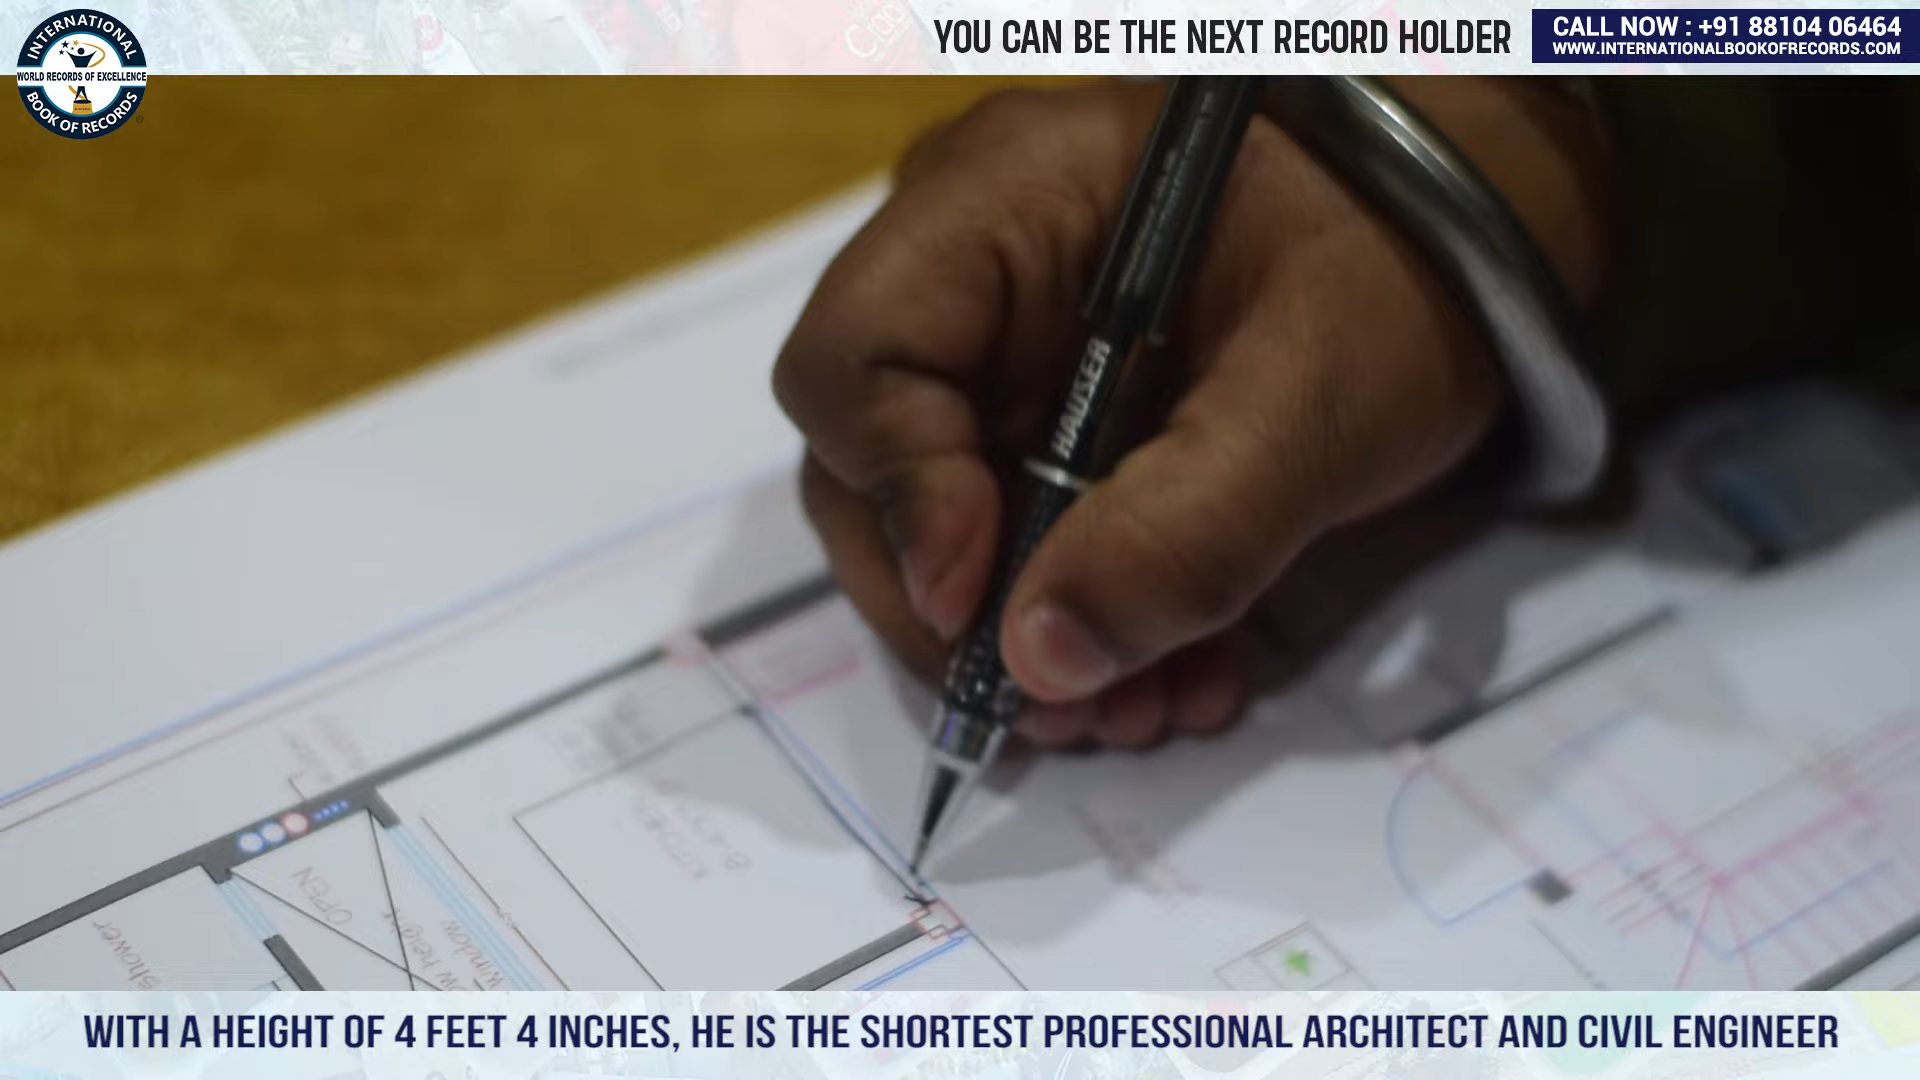 INTERNATIONAL
WORLD RECORDS OF EXCELLENCE
BOOK OF RECORDS
YOU CAN BE THE NEXT RECORD HOLDER
CALL NOW : +91 88104 06464
WWW.INTERNATIONALBOOKOFRECORDS.COM
HAUSER
OPEN
height
window
shower
WITH A HEIGHT OF 4 FEET 4 INCHES, HE IS THE SHORTEST PROFESSIONAL ARCHITECT AND CIVIL ENGINEER